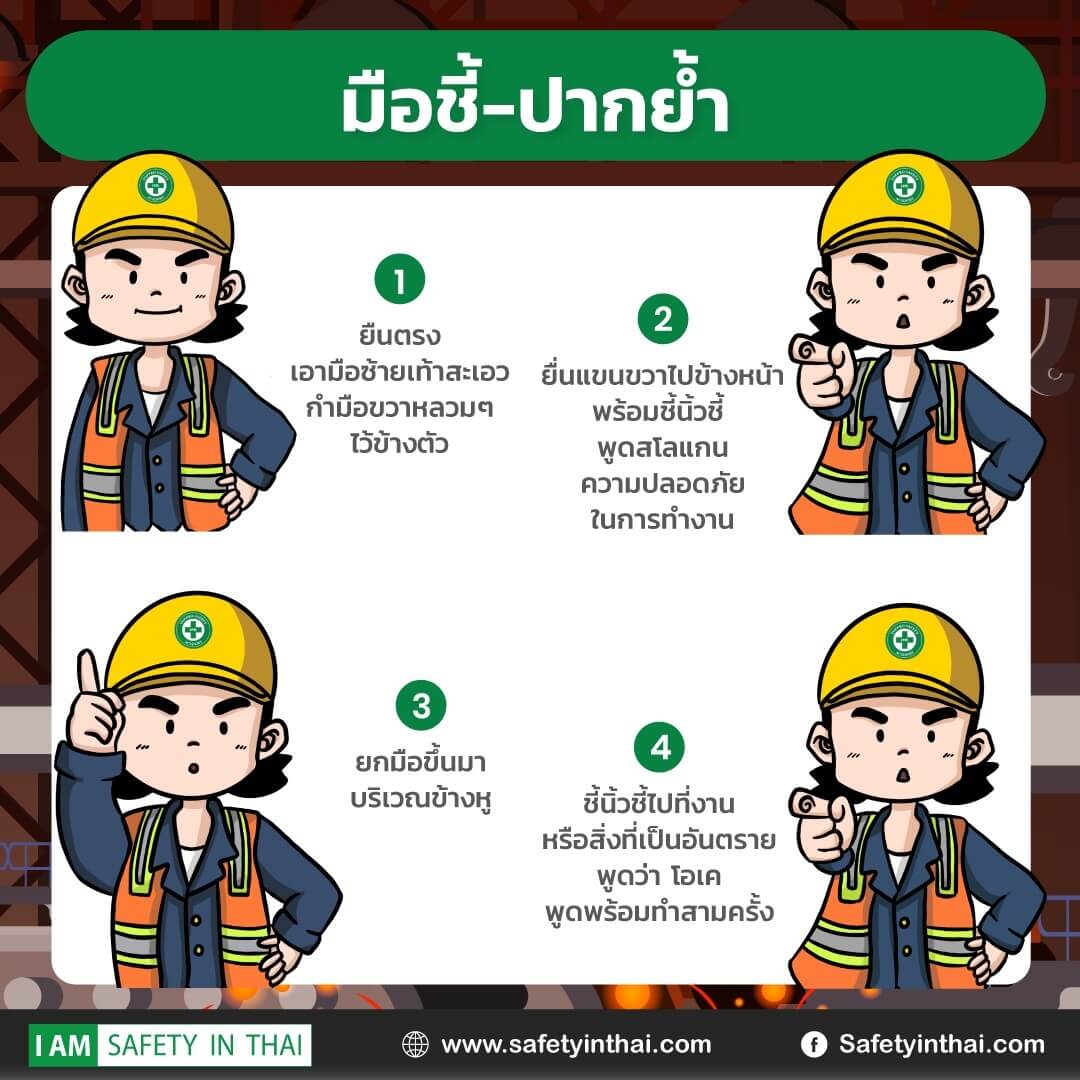 มือชี้-ปากย้ำ
1
ยืนตรง
เอามือซ้ายเท้าสะเอว
กำมือขวาหลวมๆ
ไว้ข้างตัว
2
ยื่นแขนขวาไปข้างหน้า
พร้อมชี้นิ้วชี้
พูดสโลแกน
ความปลอดภัย
ในการทำงาน
3
ยกมือขึ้นมา
บริเวณข้างหู
4
ชี้นิ้วชี้ไปที่งาน
หรือสิ่งที่เป็นอันตราย
พูดว่า โอเค
พูดพร้อมทำสามครั้ง
I AM SAFETY IN THAI
www.safetyinthai.com
Safetyinthai.com